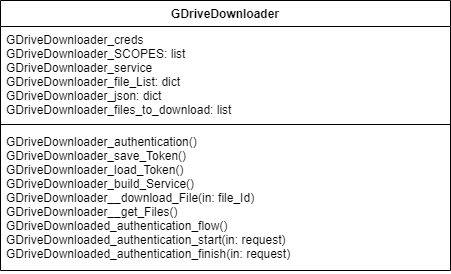 GDriveDownloader
GDriveDownloader_creds
GDriveDownloader_SCOPES: list
GDriveDownloader_service
GDriveDownloader_file_List: dict
GDriveDownloader_json: dict
GDriveDownloader_files_to_download: list
GDriveDownloader_authentication()
GDriveDownloader_save_Token()
GDriveDownloader_load_Token()
GDriveDownloader_build_Service()
GDriveDownloader__download_File(in: file_Id)
GDriveDownloader__get_Files()
GDriveDownloaded_authentication_flow()
GDriveDownloaded_authentication_start(in: request)
GDriveDownloaded_authentication_finish(in: request)